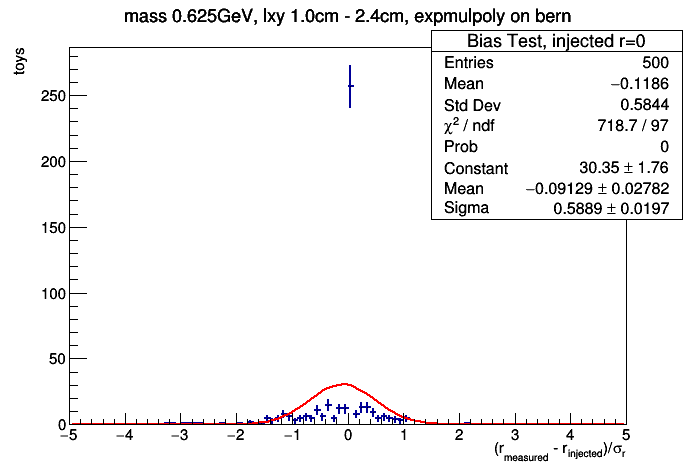 mass 0.625GeV, lxy 1.0cm - 2.4cm, expmulpoly on bern
Bias Test, injected r=0
Entries 500
Mean −0.1186
Std Dev 0.5844
χ² / ndf 718.7 / 97
Prob 0
Constant 30.35 ± 1.76
Mean −0.09129 ± 0.02782
Sigma 0.5889 ± 0.0197
toys
250
200
150
100
50
0
−5 −4 −3 −2 −1 0 1 2 3 4 5
(r_measured - r_injected)/σ_r